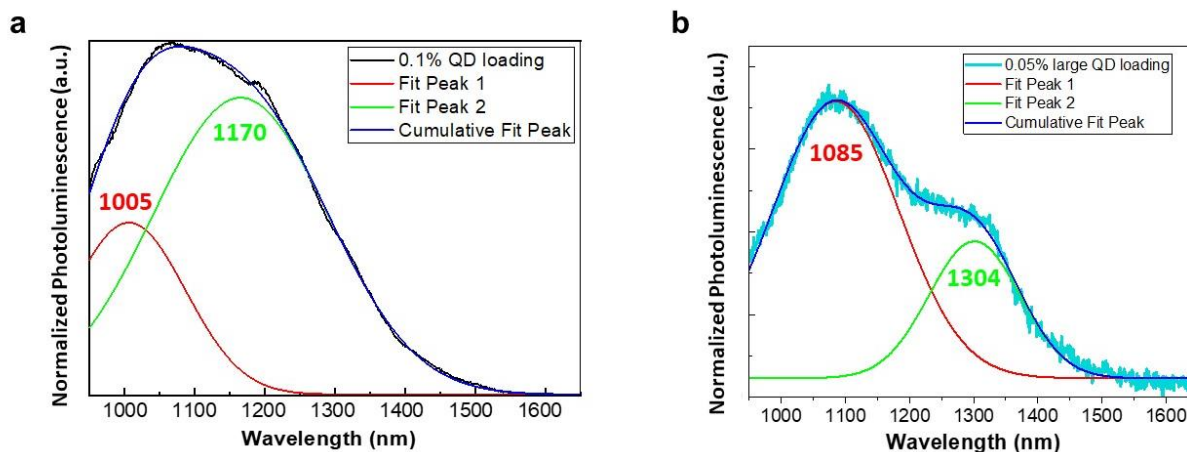 a
Normalized Photoluminescence (a.u.)
0.1% QD loading
Fit Peak 1
Fit Peak 2
Cumulative Fit Peak
1170
1005
1000 1100 1200 1300 1400 1500 1600
Wavelength (nm)
b
Normalized Photoluminescence (a.u.)
0.05% large QD loading
Fit Peak 1
Fit Peak 2
Cumulative Fit Peak
1085
1304
1000 1100 1200 1300 1400 1500 1600
Wavelength (nm)